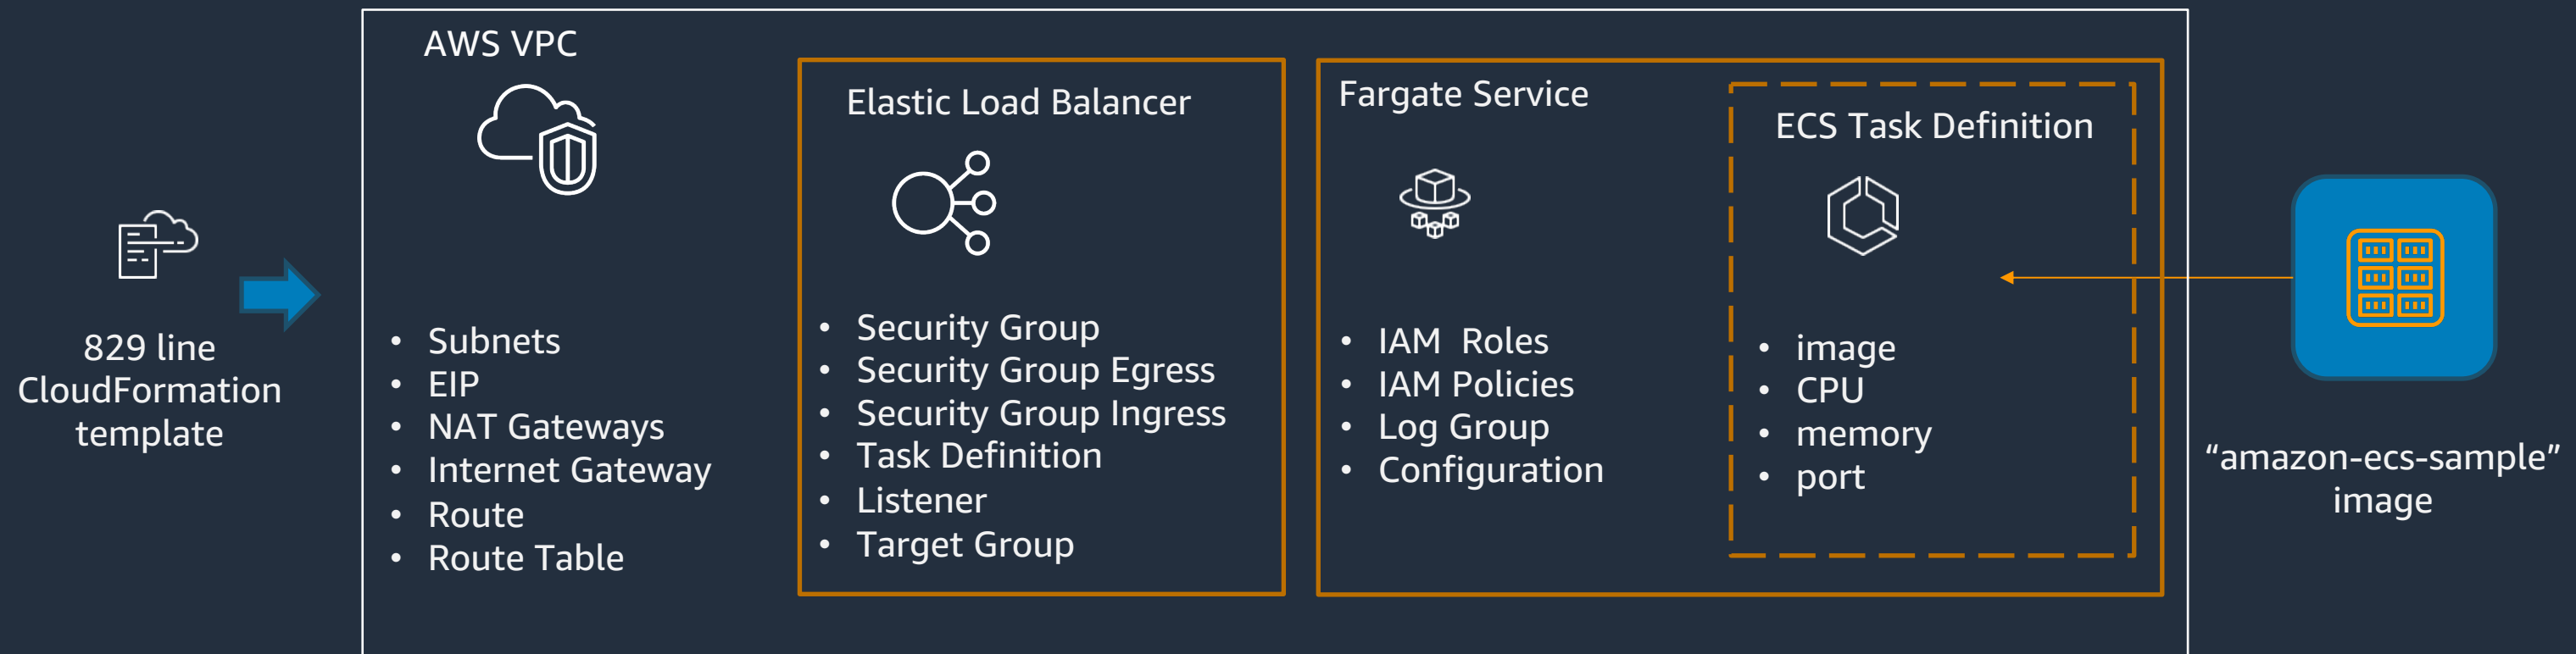 829 line
CloudFormation
template
AWS VPC
• Subnets
• EIP
• NAT Gateways
• Internet Gateway
• Route
• Route Table
Elastic Load Balancer
• Security Group
• Security Group Egress
• Security Group Ingress
• Task Definition
• Listener
• Target Group
Fargate Service
• IAM Roles
• IAM Policies
• Log Group
• Configuration
ECS Task Definition
• image
• CPU
• memory
• port
“amazon-ecs-sample”
image